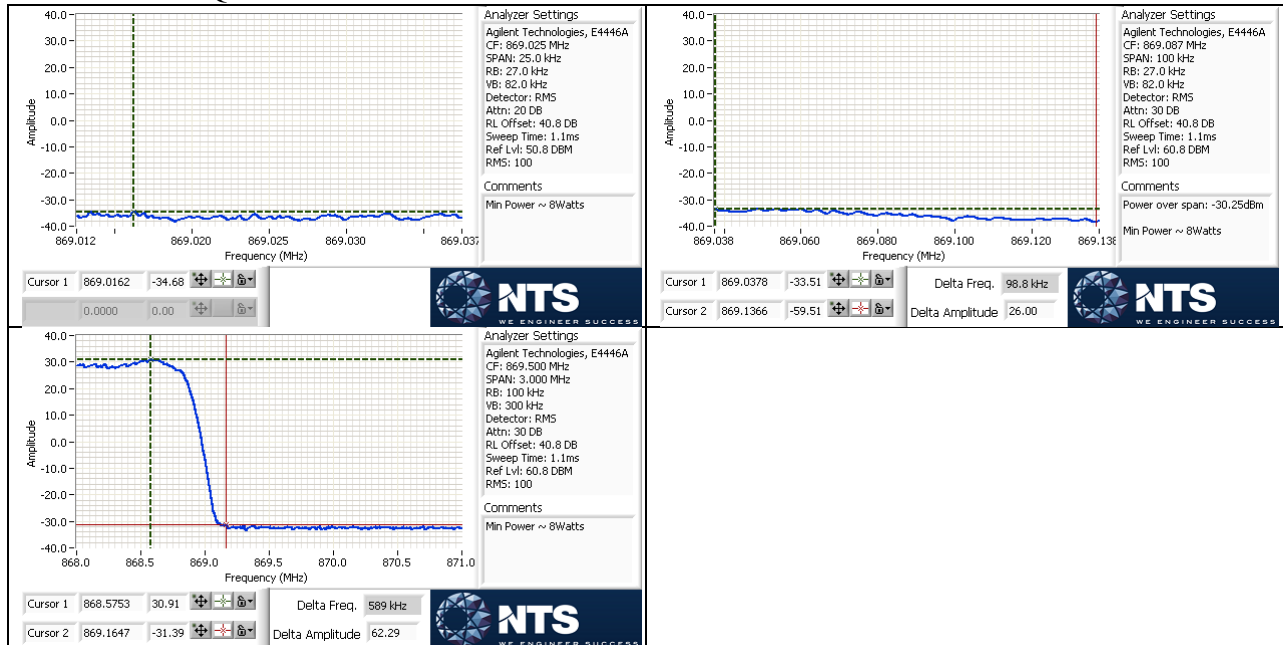 40.0
30.0
20.0
10.0
0.0
-10.0
-20.0
-30.0
-40.0
Amplitude
869.012 869.020 869.025 869.030 869.037
Frequency (MHz)
Analyzer Settings
Agilent Technologies, E4446A
CF: 869.025 MHz
SPAN: 25.0 kHz
RB: 27.0 kHz
VB: 82.0 kHz
Detector: RMS
Attn: 20 DB
RL Offset: 40.8 DB
Sweep Time: 1.1ms
Ref Lvl: 50.8 DBM
RMS: 100
Comments
Min Power ~ 8Watts
Cursor 1 869.0162 -34.68
0.0000 0.00
NTS
WE ENGINEER SUCCESS
40.0
30.0
20.0
10.0
0.0
-10.0
-20.0
-30.0
-40.0
Amplitude
869.038 869.060 869.080 869.100 869.120 869.138
Frequency (MHz)
Analyzer Settings
Agilent Technologies, E4446A
CF: 869.087 MHz
SPAN: 100 kHz
RB: 27.0 kHz
VB: 82.0 kHz
Detector: RMS
Attn: 30 DB
RL Offset: 40.8 DB
Sweep Time: 1.1ms
Ref Lvl: 60.8 DBM
RMS: 100
Comments
Power over span: -30.25dBm
Min Power ~ 8Watts
Cursor 1 869.0378 -33.51
Cursor 2 869.1366 -59.51
Delta Freq. 98.8 kHz
Delta Amplitude 26.00
NTS
WE ENGINEER SUCCESS
40.0
30.0
20.0
10.0
0.0
-10.0
-20.0
-30.0
-40.0
Amplitude
868.0 868.5 869.0 869.5 870.0 870.5 871.0
Frequency (MHz)
Analyzer Settings
Agilent Technologies, E4446A
CF: 869.500 MHz
SPAN: 3.000 MHz
RB: 100 kHz
VB: 300 kHz
Detector: RMS
Attn: 30 DB
RL Offset: 40.8 DB
Sweep Time: 1.1ms
Ref Lvl: 60.8 DBM
RMS: 100
Comments
Min Power ~ 8Watts
Cursor 1 868.5753 30.91
Cursor 2 869.1647 -31.39
Delta Freq. 589 kHz
Delta Amplitude 62.29
NTS
WE ENGINEER SUCCESS